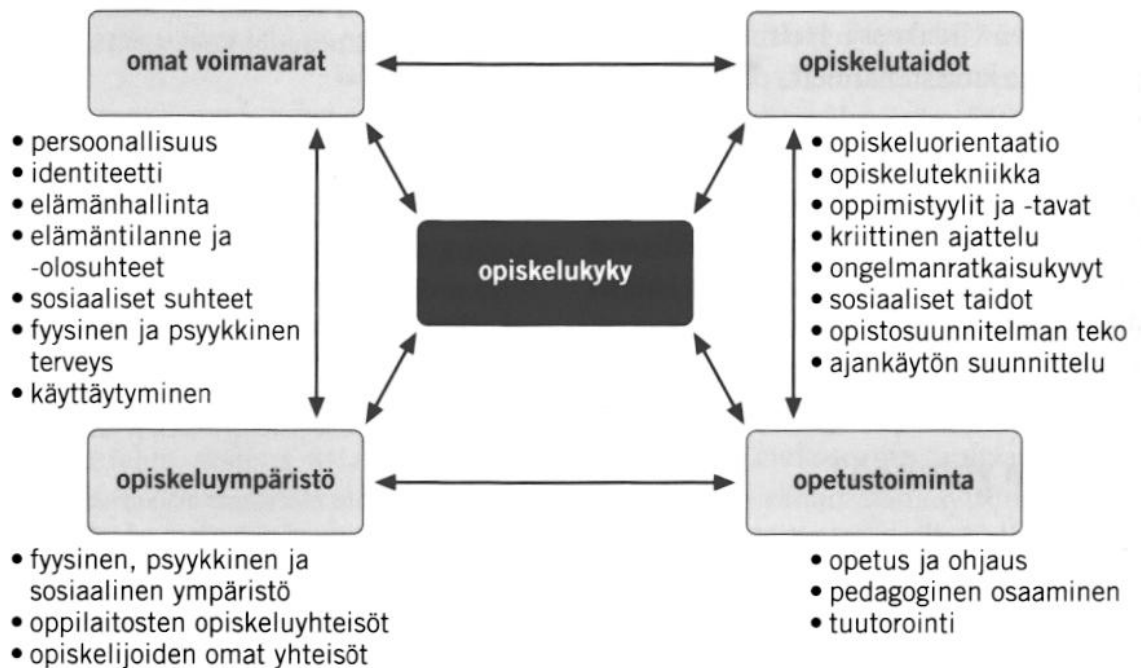 omat voimavarat
opiskelutaidot
• persoonallisuus
• identiteetti
• elämänhallinta
• elämäntilanne ja
-olosuhteet
• sosiaaliset suhteet
• fyysinen ja psyykkinen
terveys
• käyttäytyminen
• opiskeluorientaatio
• opiskelutekniikka
• oppimistyylit ja -tavat
• kriittinen ajattelu
• ongelmanratkaisukyvyt
• sosiaaliset taidot
• opistosuunnitelman teko
• ajankäytön suunnittelu
opiskelukyky
opiskeluympäristö
opetustoiminta
• fyysinen, psyykkinen ja
sosiaalinen ympäristö
• oppilaitosten opiskeluyhteisöt
• opiskelijoiden omat yhteisöt
• opetus ja ohjaus
• pedagoginen osaaminen
• tuutorointi